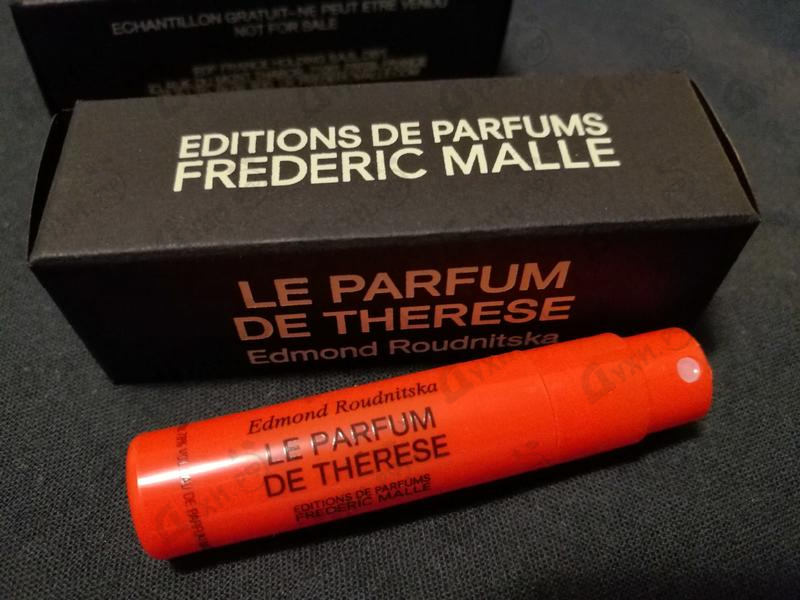 ECHANTILLON GRATUIT- NE PEUT ETRE VENDU
NOT FOR SALE
EDITIONS DE PARFUMS
FREDERIC MALLE
LE PARFUM
DE THERESE
Edmond Roudnitska
Edmond Roudnitska
LE PARFUM
DE THERESE
EDITIONS DE PARFUMS
FREDERIC MALLE